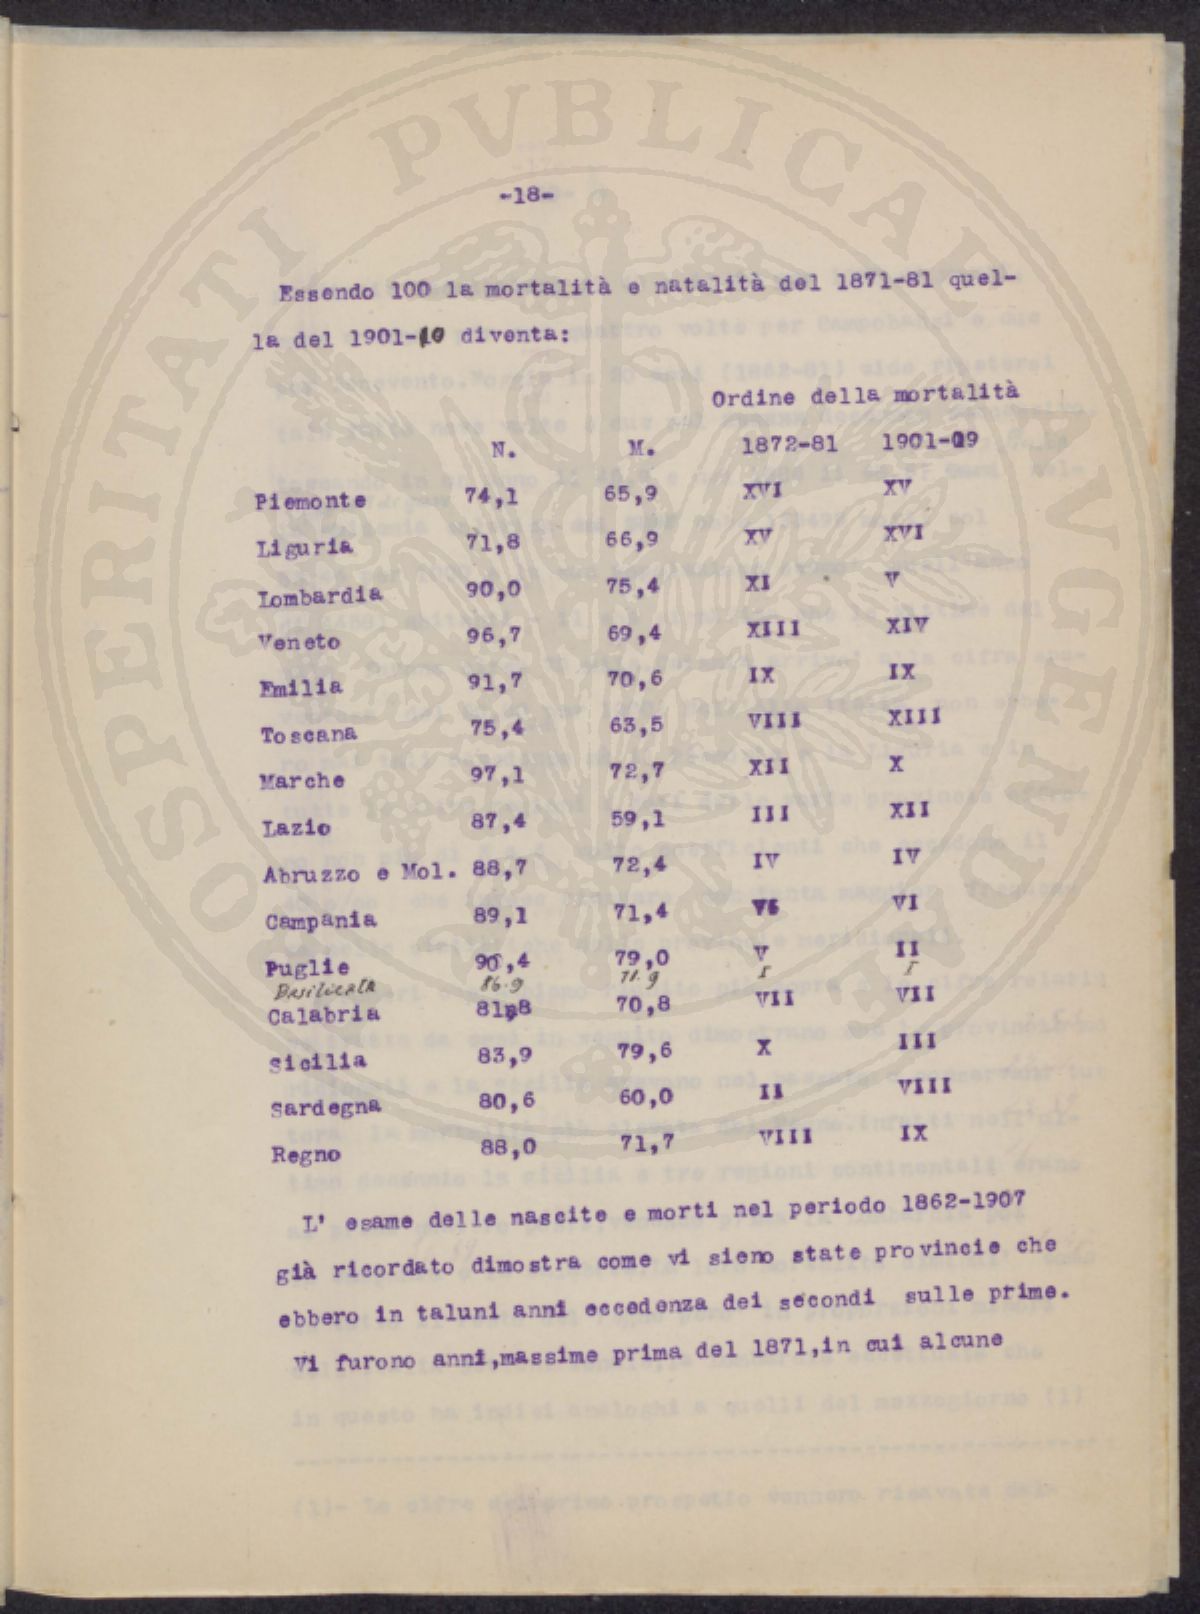 -18-
Essendo 100 la mortalità e natalità del 1871-81 quel-
la del 1901-10 diventa:
Ordine della mortalità
N. M. 1872-81 1901-09
Piemonte 74,1 65,9 XVI XV
Liguria 71,8 66,9 XV XVI
Lombardia 90,0 75,4 XI V
Veneto 96,7 69,4 XIII XIV
Emilia 91,7 70,6 IX IX
Toscana 75,4 63,5 VIII XIII
Marche 97,1 72,7 XII X
Lazio 87,4 59,1 III XII
Abruzzo e Mol. 88,7 72,4 IV IV
Campania 89,1 71,4 VI VI
Puglie 90,4 79,0 V II
Basilicata 86.9 71.9 I I
Calabria 81,8 70,8 VII VII
Sicilia 83,9 79,6 X III
Sardegna 80,6 60,0 II VIII
Regno 88,0 71,7 VIII IX
L' esame delle nascite e morti nel periodo 1862-1907
già ricordato dimostra come vi sieno state provincie che
ebbero in taluni anni eccedenza dei secondi sulle prime.
Vi furono anni,massime prima del 1871,in cui alcune
PROSPERITATI PVBLICAE AVGENDAE